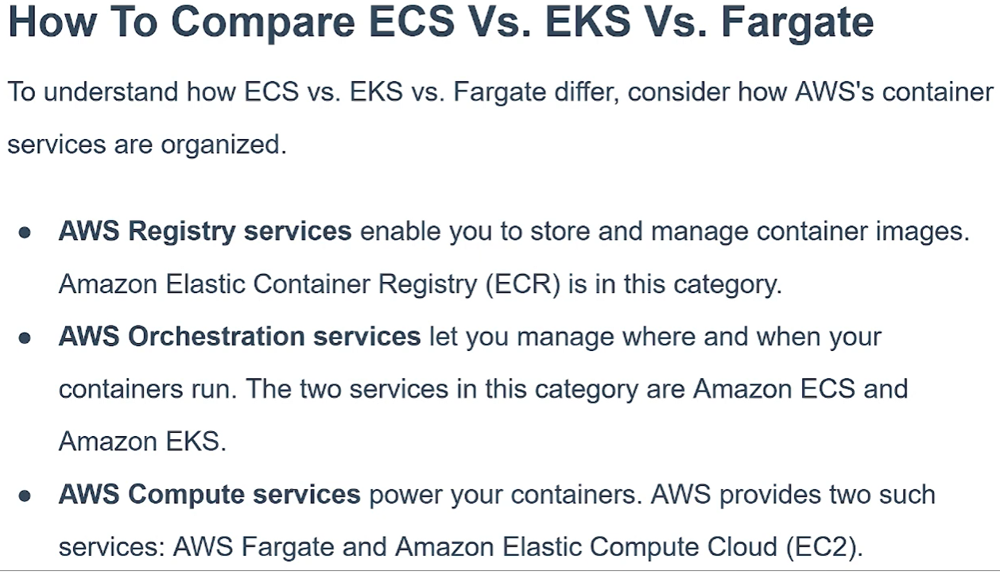 How To Compare ECS Vs. EKS Vs. Fargate
To understand how ECS vs. EKS vs. Fargate differ, consider how AWS's container
services are organized.
● AWS Registry services enable you to store and manage container images.
Amazon Elastic Container Registry (ECR) is in this category.
● AWS Orchestration services let you manage where and when your
containers run. The two services in this category are Amazon ECS and
Amazon EKS.
● AWS Compute services power your containers. AWS provides two such
services: AWS Fargate and Amazon Elastic Compute Cloud (EC2).